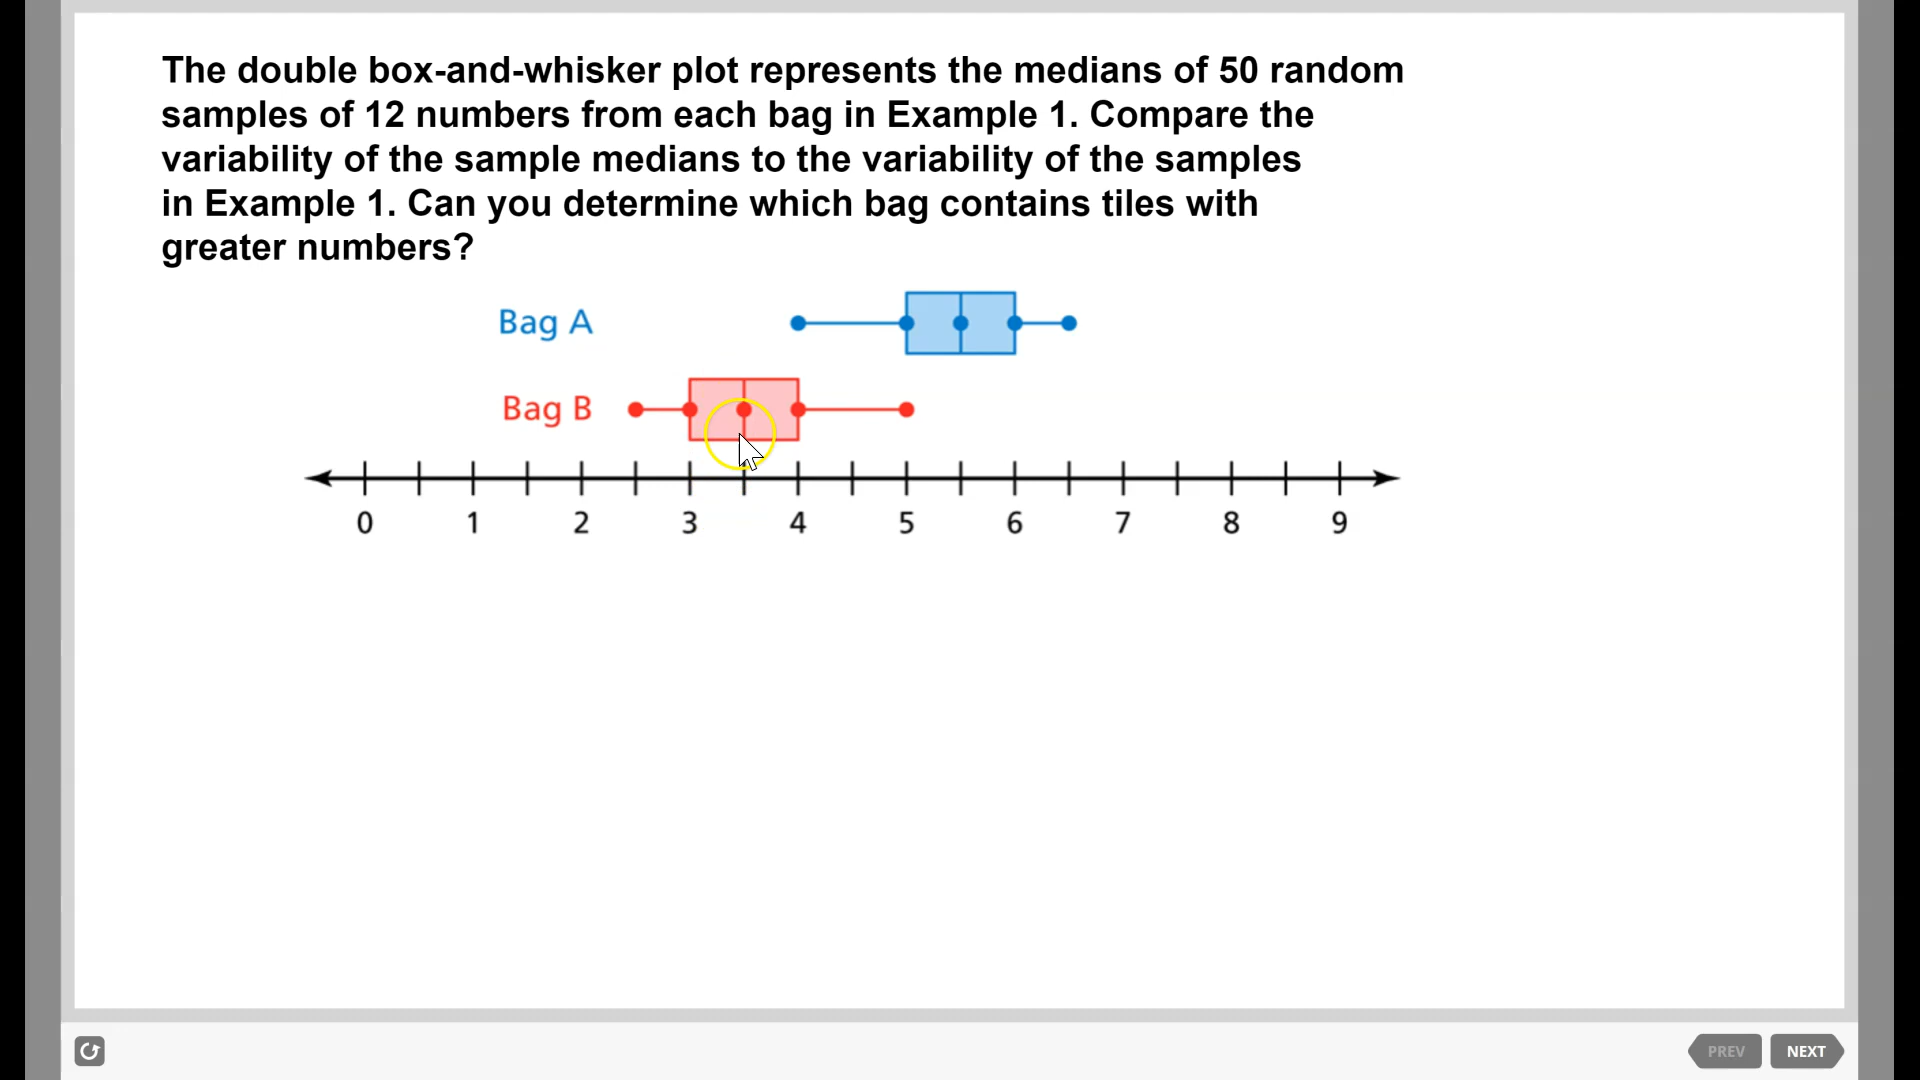 The double box-and-whisker plot represents the medians of 50 random
samples of 12 numbers from each bag in Example 1. Compare the
variability of the sample medians to the variability of the samples
in Example 1. Can you determine which bag contains tiles with
greater numbers?
Bag A
Bag B
0 1 2 3 4 5 6 7 8 9
PREV NEXT